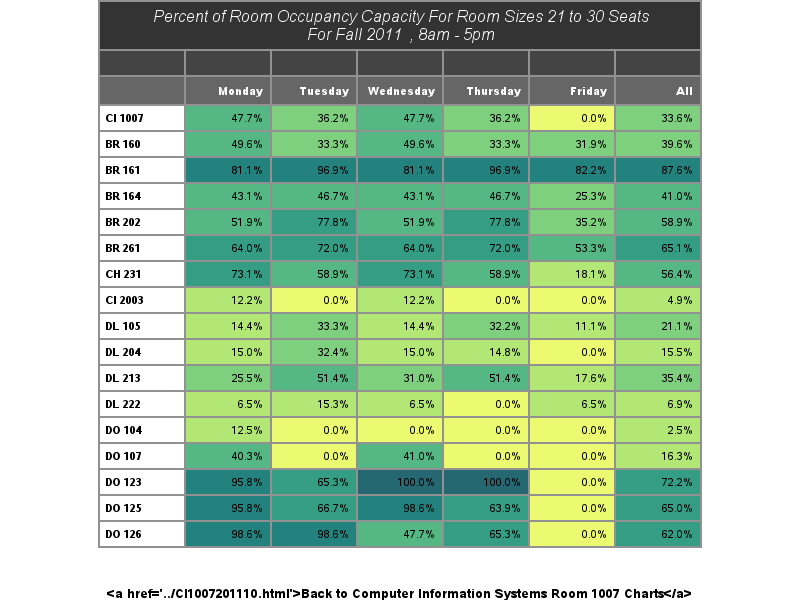 Percent of Room Occupancy Capacity For Room Sizes 21 to 30 Seats
For Fall 2011 , 8am - 5pm
Monday Tuesday Wednesday Thursday Friday All
CI 1007 47.7% 36.2% 47.7% 36.2% 0.0% 33.6%
BR 160 49.6% 33.3% 49.6% 33.3% 31.9% 39.6%
BR 161 81.1% 96.9% 81.1% 96.9% 82.2% 87.6%
BR 164 43.1% 46.7% 43.1% 46.7% 25.3% 41.0%
BR 202 51.9% 77.8% 51.9% 77.8% 35.2% 58.9%
BR 261 64.0% 72.0% 64.0% 72.0% 53.3% 65.1%
CH 231 73.1% 58.9% 73.1% 58.9% 18.1% 56.4%
CI 2003 12.2% 0.0% 12.2% 0.0% 0.0% 4.9%
DL 105 14.4% 33.3% 14.4% 32.2% 11.1% 21.1%
DL 204 15.0% 32.4% 15.0% 14.8% 0.0% 15.5%
DL 213 25.5% 51.4% 31.0% 51.4% 17.6% 35.4%
DL 222 6.5% 15.3% 6.5% 0.0% 6.5% 6.9%
DO 104 12.5% 0.0% 0.0% 0.0% 0.0% 2.5%
DO 107 40.3% 0.0% 41.0% 0.0% 0.0% 16.3%
DO 123 95.8% 65.3% 100.0% 100.0% 0.0% 72.2%
DO 125 95.8% 66.7% 98.6% 63.9% 0.0% 65.0%
DO 126 98.6% 98.6% 47.7% 65.3% 0.0% 62.0%
<a href='../CI1007201110.html'>Back to Computer Information Systems Room 1007 Charts</a>